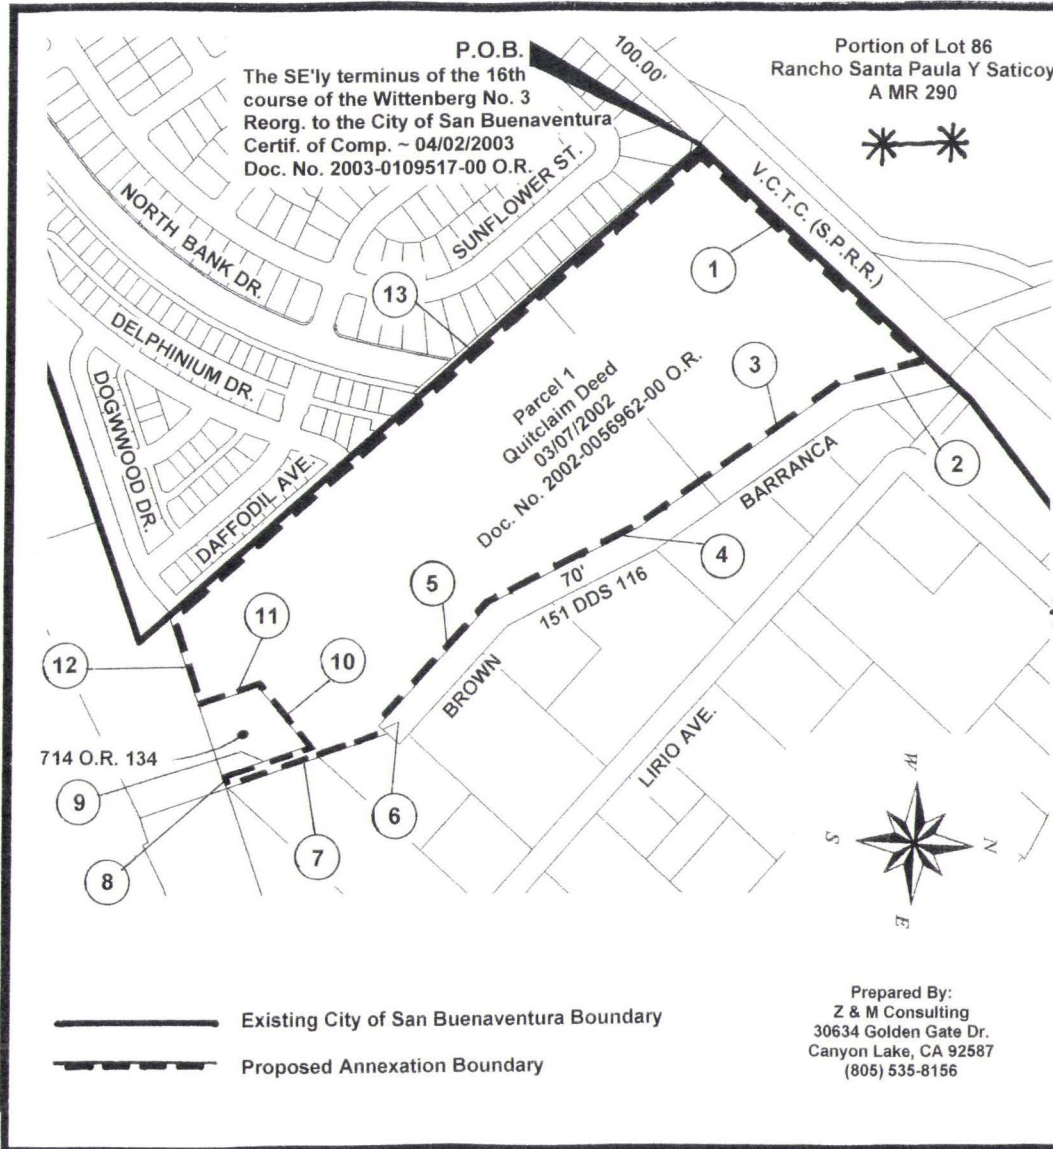 P.O.B.
The SE'ly terminus of the 16th
course of the Wittenberg No. 3
Reorg. to the City of San Buenaventura
Certif. of Comp. ~ 04/02/2003
Doc. No. 2003-0109517-00 O.R.
100.00'
Portion of Lot 86
Rancho Santa Paula Y Saticoy
A MR 290
V.C.T.C. (S.P.R.R.)
SUNFLOWER ST.
NORTH BANK DR.
DELPHINIUM DR.
DOGWWOOD DR.
DAFFODIL AVE.
1
13
Parcel 1
Quitclaim Deed
03/07/2002
Doc. No. 2002-0056962-00 O.R.
3
2
BARRANCA
4
70'
151 DDS 116
5
BROWN
LIRIO AVE.
11
10
12
714 O.R. 134
9
8
7
6
W
S
N
E
Existing City of San Buenaventura Boundary
Proposed Annexation Boundary
Prepared By:
Z & M Consulting
30634 Golden Gate Dr.
Canyon Lake, CA 92587
(805) 535-8156